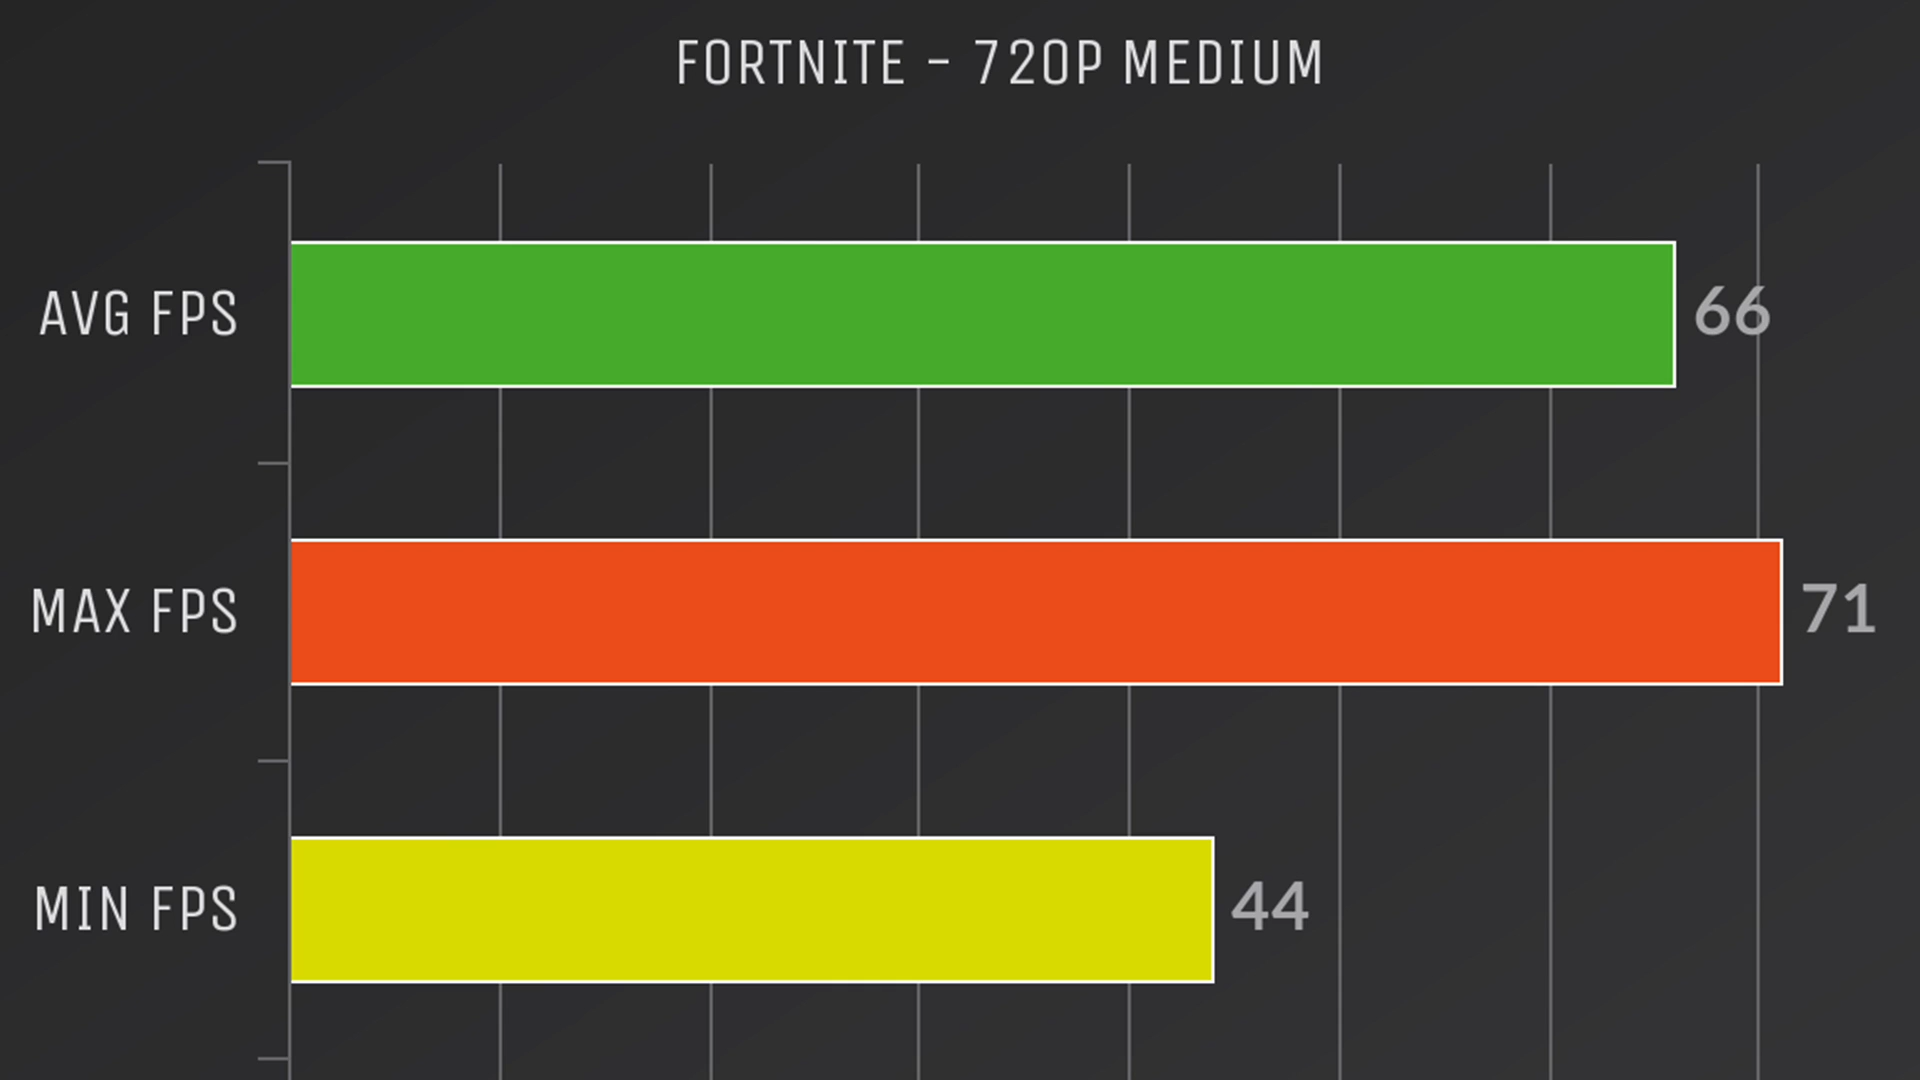 FORTNITE - 720P MEDIUM
AVG FPS 66
MAX FPS 71
MIN FPS 44